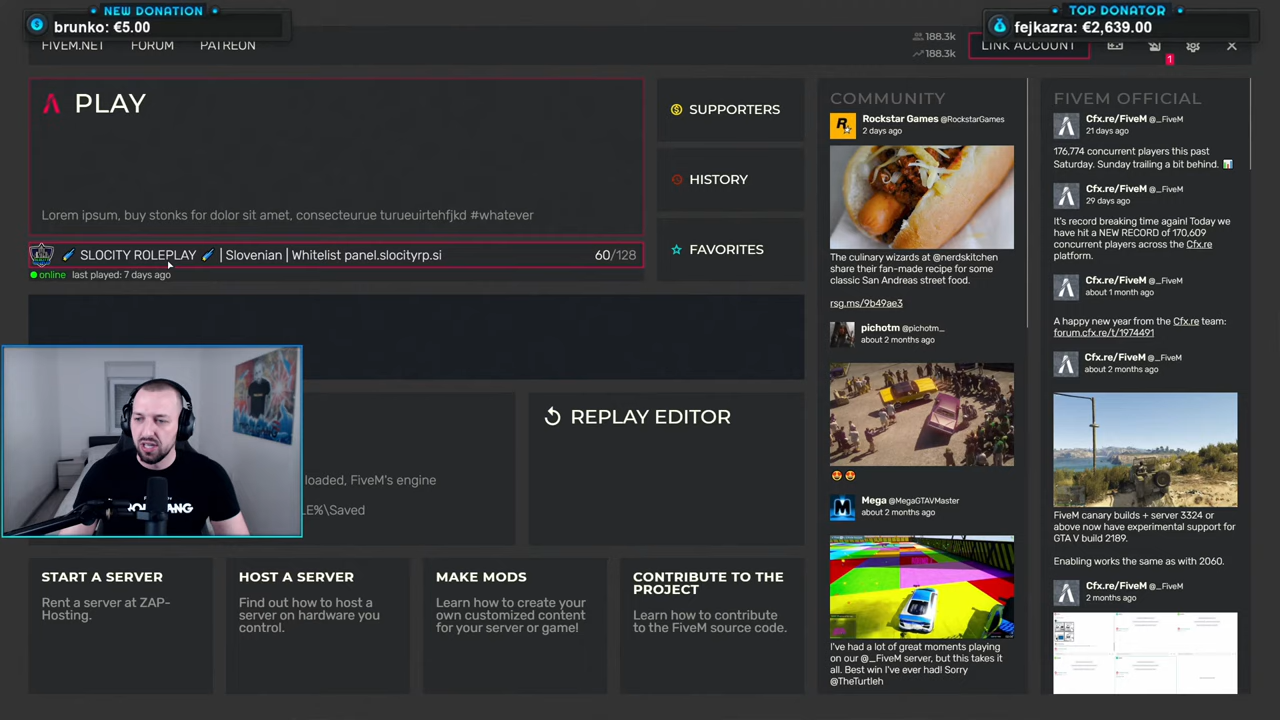 NEW DONATION
brunko: €5.00
TOP DONATOR
fejkazra: €2,639.00
FIVEM.NET FORUM PATREON
188.3k
188.3k
LINK ACCOUNT
1
PLAY
Lorem ipsum, buy stonks for dolor sit amet, consecteurue turueuirtehfjkd #whatever
SLOCITY ROLEPLAY | Slovenian | Whitelist panel.slocityrp.si 60/128
online last played: 7 days ago
SUPPORTERS
HISTORY
FAVORITES
REPLAY EDITOR
loaded, FiveM's engine
LE%\Saved
START A SERVER
Rent a server at ZAP-
Hosting.
HOST A SERVER
Find out how to host a
server on hardware you
control.
MAKE MODS
Learn how to create your
own customized content
for your server or game!
CONTRIBUTE TO THE
PROJECT
Learn how to contribute
to the FiveM source code.
COMMUNITY
Rockstar Games @RockstarGames
2 days ago
The culinary wizards at @nerdskitchen
share their fan-made recipe for some
classic San Andreas street food.
rsg.ms/9b49ae3
pichotm @pichotm_
about 2 months ago
Mega @MegaGTAVMaster
about 2 months ago
I've had a lot of great moments playing
on our @_FiveM server, but this takes it
all. Best win I've ever had! Sorry
@TheTurtleh
FIVEM OFFICIAL
Cfx.re/FiveM @_FiveM
21 days ago
176,774 concurrent players this past
Saturday. Sunday trailing a bit behind.
Cfx.re/FiveM @_FiveM
29 days ago
It's record breaking time again! Today we
have hit a NEW RECORD of 170,609
concurrent players across the Cfx.re
platform.
Cfx.re/FiveM @_FiveM
about 1 month ago
A happy new year from the Cfx.re team:
forum.cfx.re/t/1974491
Cfx.re/FiveM @_FiveM
about 2 months ago
FiveM canary builds + server 3324 or
above now have experimental support for
GTA V build 2189.
Enabling works the same as with 2060.
Cfx.re/FiveM @_FiveM
2 months ago